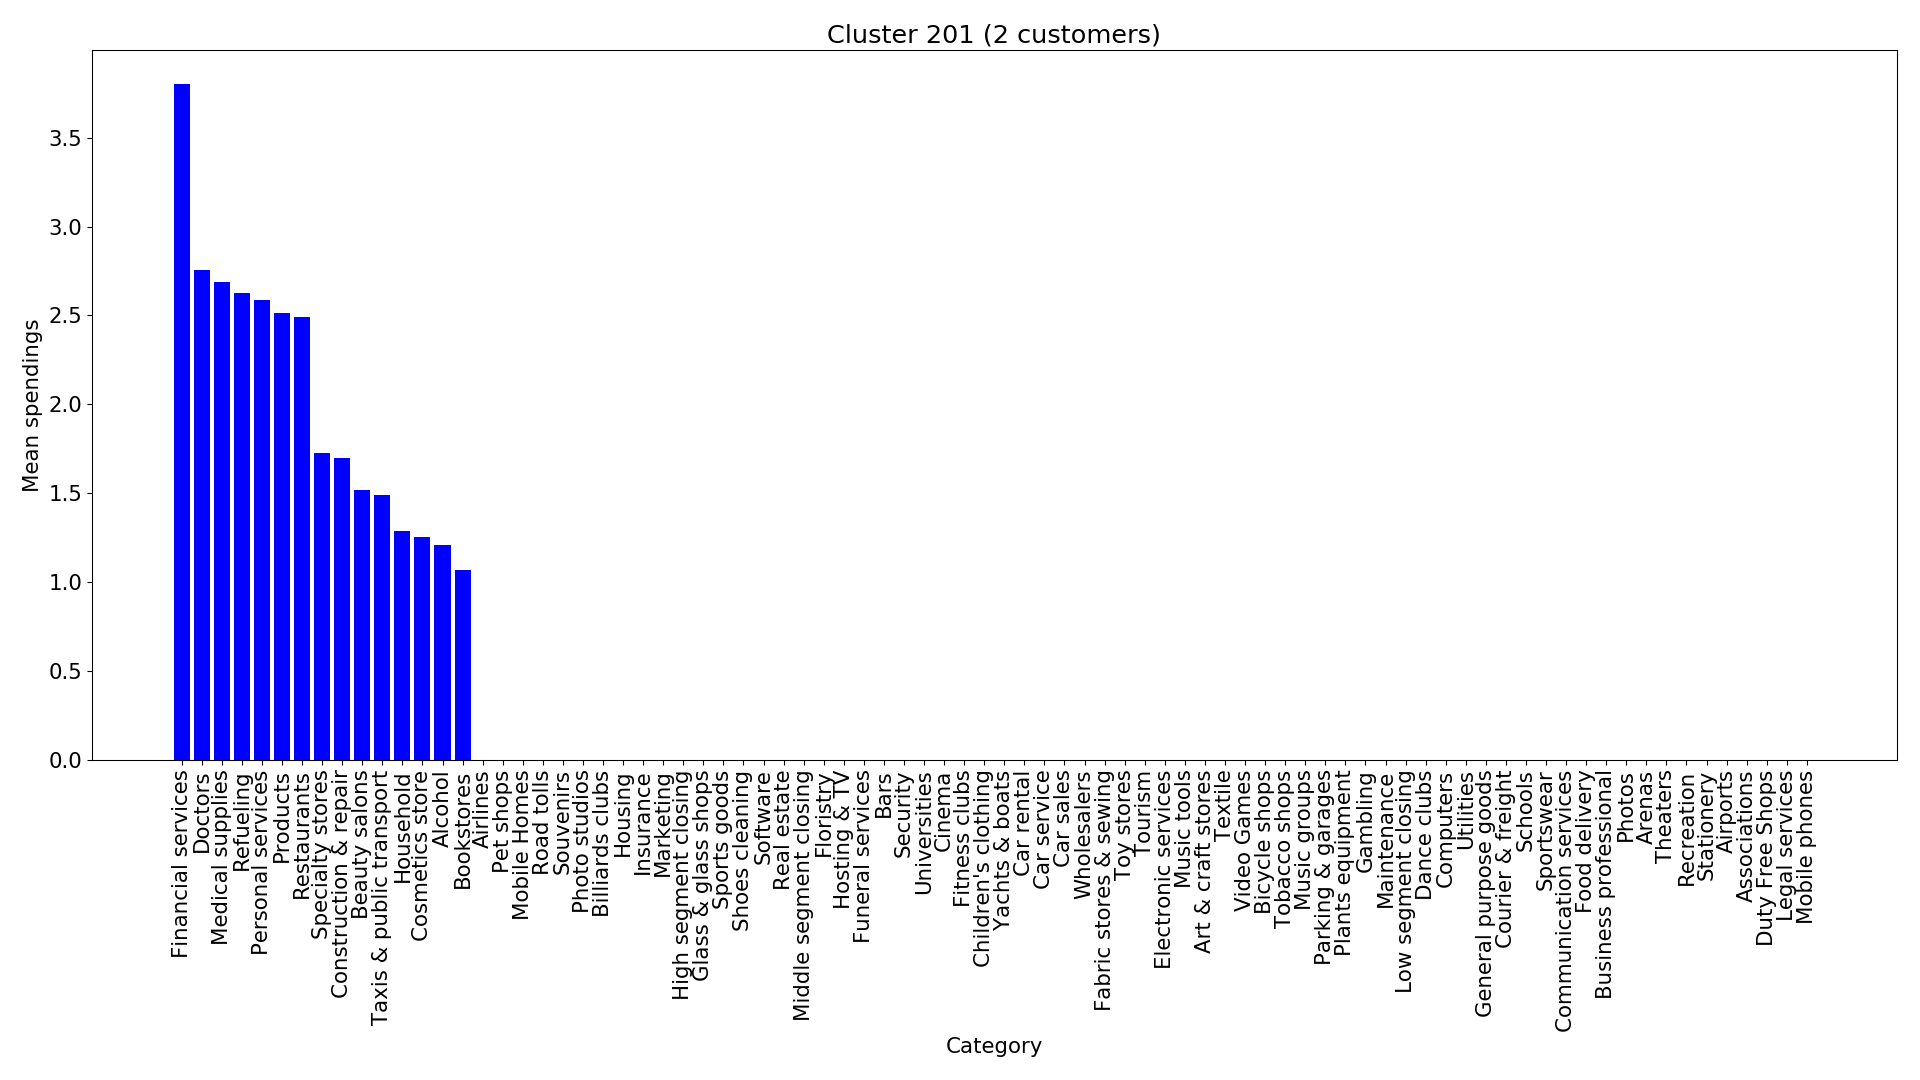 Cluster 201 (2 customers)
Mean spendings
3.5
3.0
2.5
2.0
1.5
1.0
0.5
0.0
Financial services
Doctors
Medical supplies
Refueling
Personal services
Products
Restaurants
Specialty stores
Construction & repair
Beauty salons
Taxis & public transport
Household
Cosmetics store
Alcohol
Bookstores
Airlines
Pet shops
Mobile Homes
Road tolls
Souvenirs
Photo studios
Billiards clubs
Housing
Insurance
Marketing
High segment closing
Glass & glass shops
Sports goods
Shoes cleaning
Software
Real estate
Middle segment closing
Floristry
Hosting & TV
Funeral services
Bars
Security
Universities
Cinema
Fitness clubs
Children's clothing
Yachts & boats
Car rental
Car service
Car sales
Wholesalers
Fabric stores & sewing
Toy stores
Tourism
Electronic services
Music tools
Art & craft stores
Textile
Video Games
Bicycle shops
Tobacco shops
Music groups
Parking & garages
Plants equipment
Gambling
Maintenance
Low segment closing
Dance clubs
Computers
Utilities
General purpose goods
Courier & freight
Schools
Sportswear
Communication services
Food delivery
Business professional
Photos
Arenas
Theaters
Recreation
Stationery
Airports
Associations
Duty Free Shops
Legal services
Mobile phones
Category